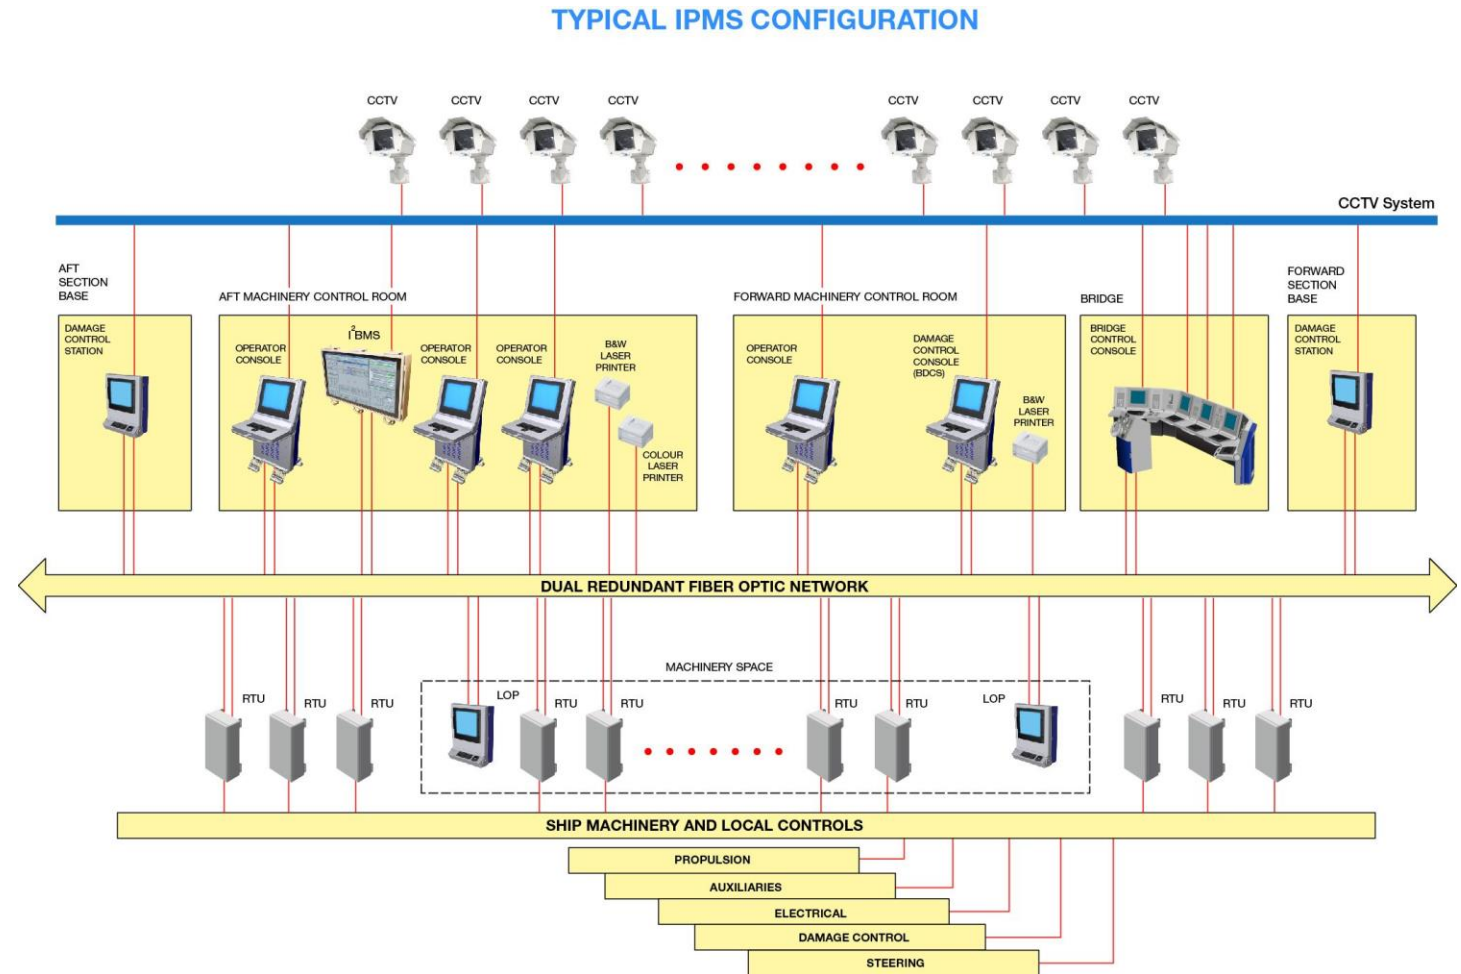 TYPICAL IPMS CONFIGURATION
CCTV
CCTV
CCTV
CCTV
CCTV
CCTV
CCTV
CCTV
CCTV System
AFT
SECTION
BASE
AFT MACHINERY CONTROL ROOM
FORWARD MACHINERY CONTROL ROOM
BRIDGE
FORWARD
SECTION
BASE
DAMAGE
CONTROL
STATION
OPERATOR
CONSOLE
I²BMS
OPERATOR
CONSOLE
OPERATOR
CONSOLE
B&W
LASER
PRINTER
COLOUR
LASER
PRINTER
OPERATOR
CONSOLE
DAMAGE
CONTROL
CONSOLE
(BDCS)
B&W
LASER
PRINTER
BRIDGE
CONTROL
CONSOLE
DAMAGE
CONTROL
STATION
DUAL REDUNDANT FIBER OPTIC NETWORK
MACHINERY SPACE
RTU
RTU
RTU
LOP
RTU
RTU
RTU
RTU
LOP
RTU
RTU
RTU
SHIP MACHINERY AND LOCAL CONTROLS
PROPULSION
AUXILIARIES
ELECTRICAL
DAMAGE CONTROL
STEERING